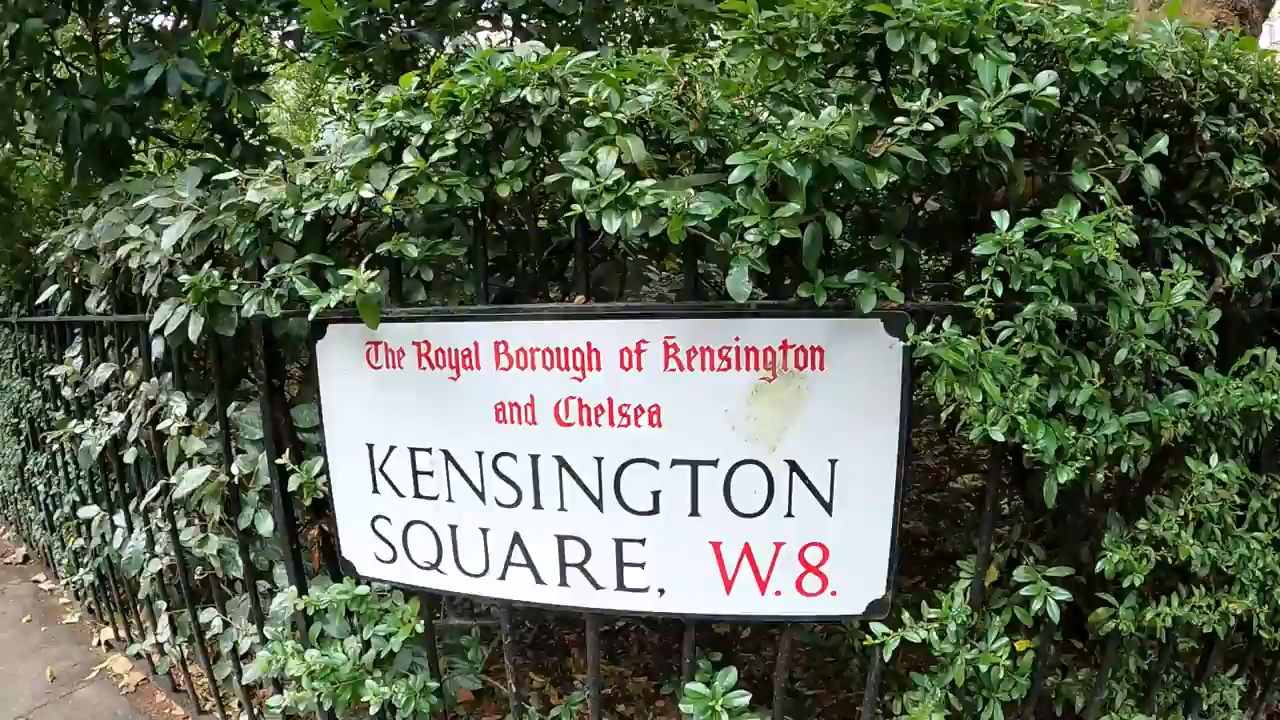 The Royal Borough of Kensington
and Chelsea
KENSINGTON
SQUARE, W.8.